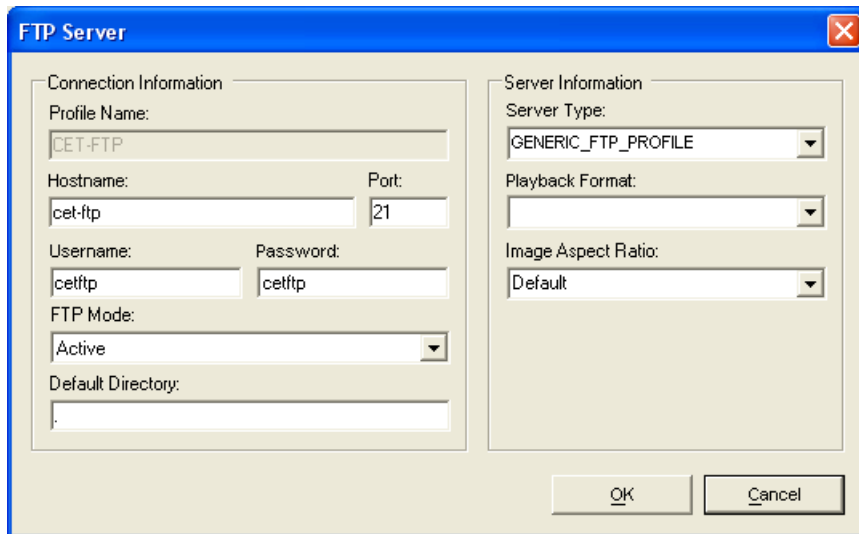 FTP Server
Connection Information
Profile Name:
CET-FTP
Hostname:
Port:
cet-ftp
21
Username:
Password:
cetftp
cetftp
FTP Mode:
Active
Default Directory:
.
Server Information
Server Type:
GENERIC_FTP_PROFILE
Playback Format:
Image Aspect Ratio:
Default
OK
Cancel